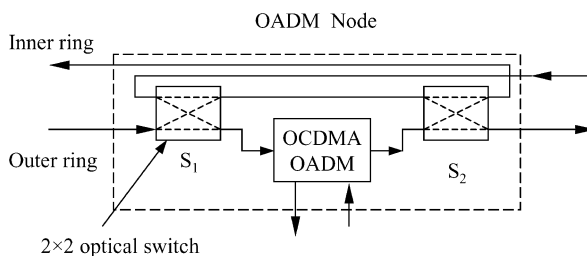 OADM Node
Inner ring
Outer ring
S1
OCDMA
OADM
S2
2×2 optical switch